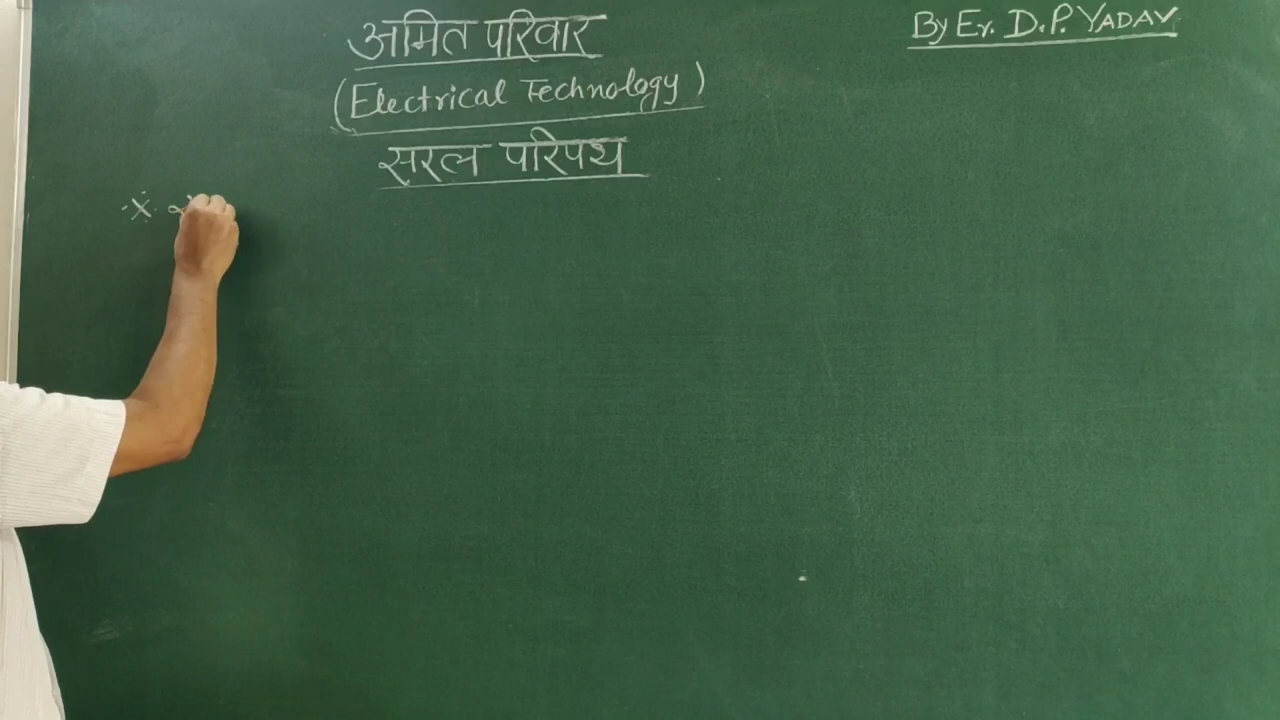 अमित परिवार
By Er. D.P. YADAV
(Electrical Technology)
सरल परिपथ